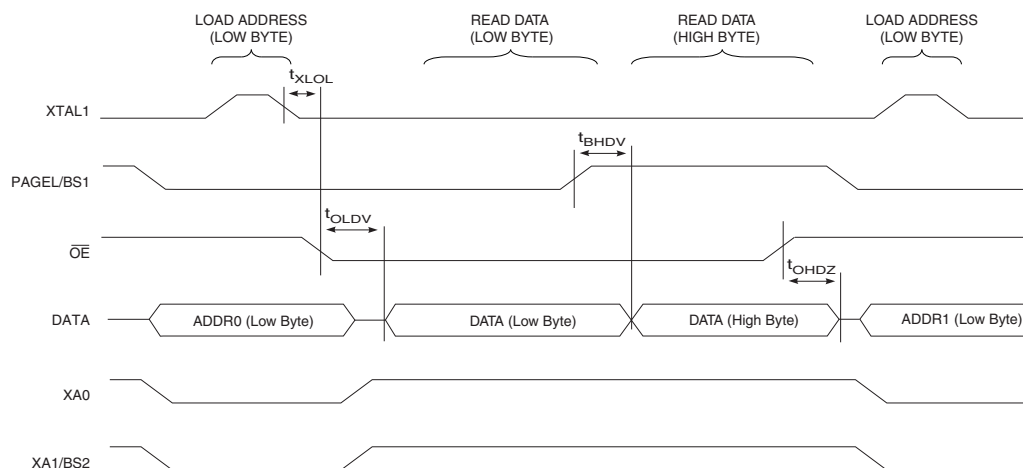 LOAD ADDRESS
(LOW BYTE)
READ DATA
(LOW BYTE)
READ DATA
(HIGH BYTE)
LOAD ADDRESS
(LOW BYTE)
tXLOL
XTAL1
tBHDV
PAGEL/BS1
tOLDV
OE
tOHDZ
DATA
ADDR0 (Low Byte)
DATA (Low Byte)
DATA (High Byte)
ADDR1 (Low Byte)
XA0
XA1/BS2